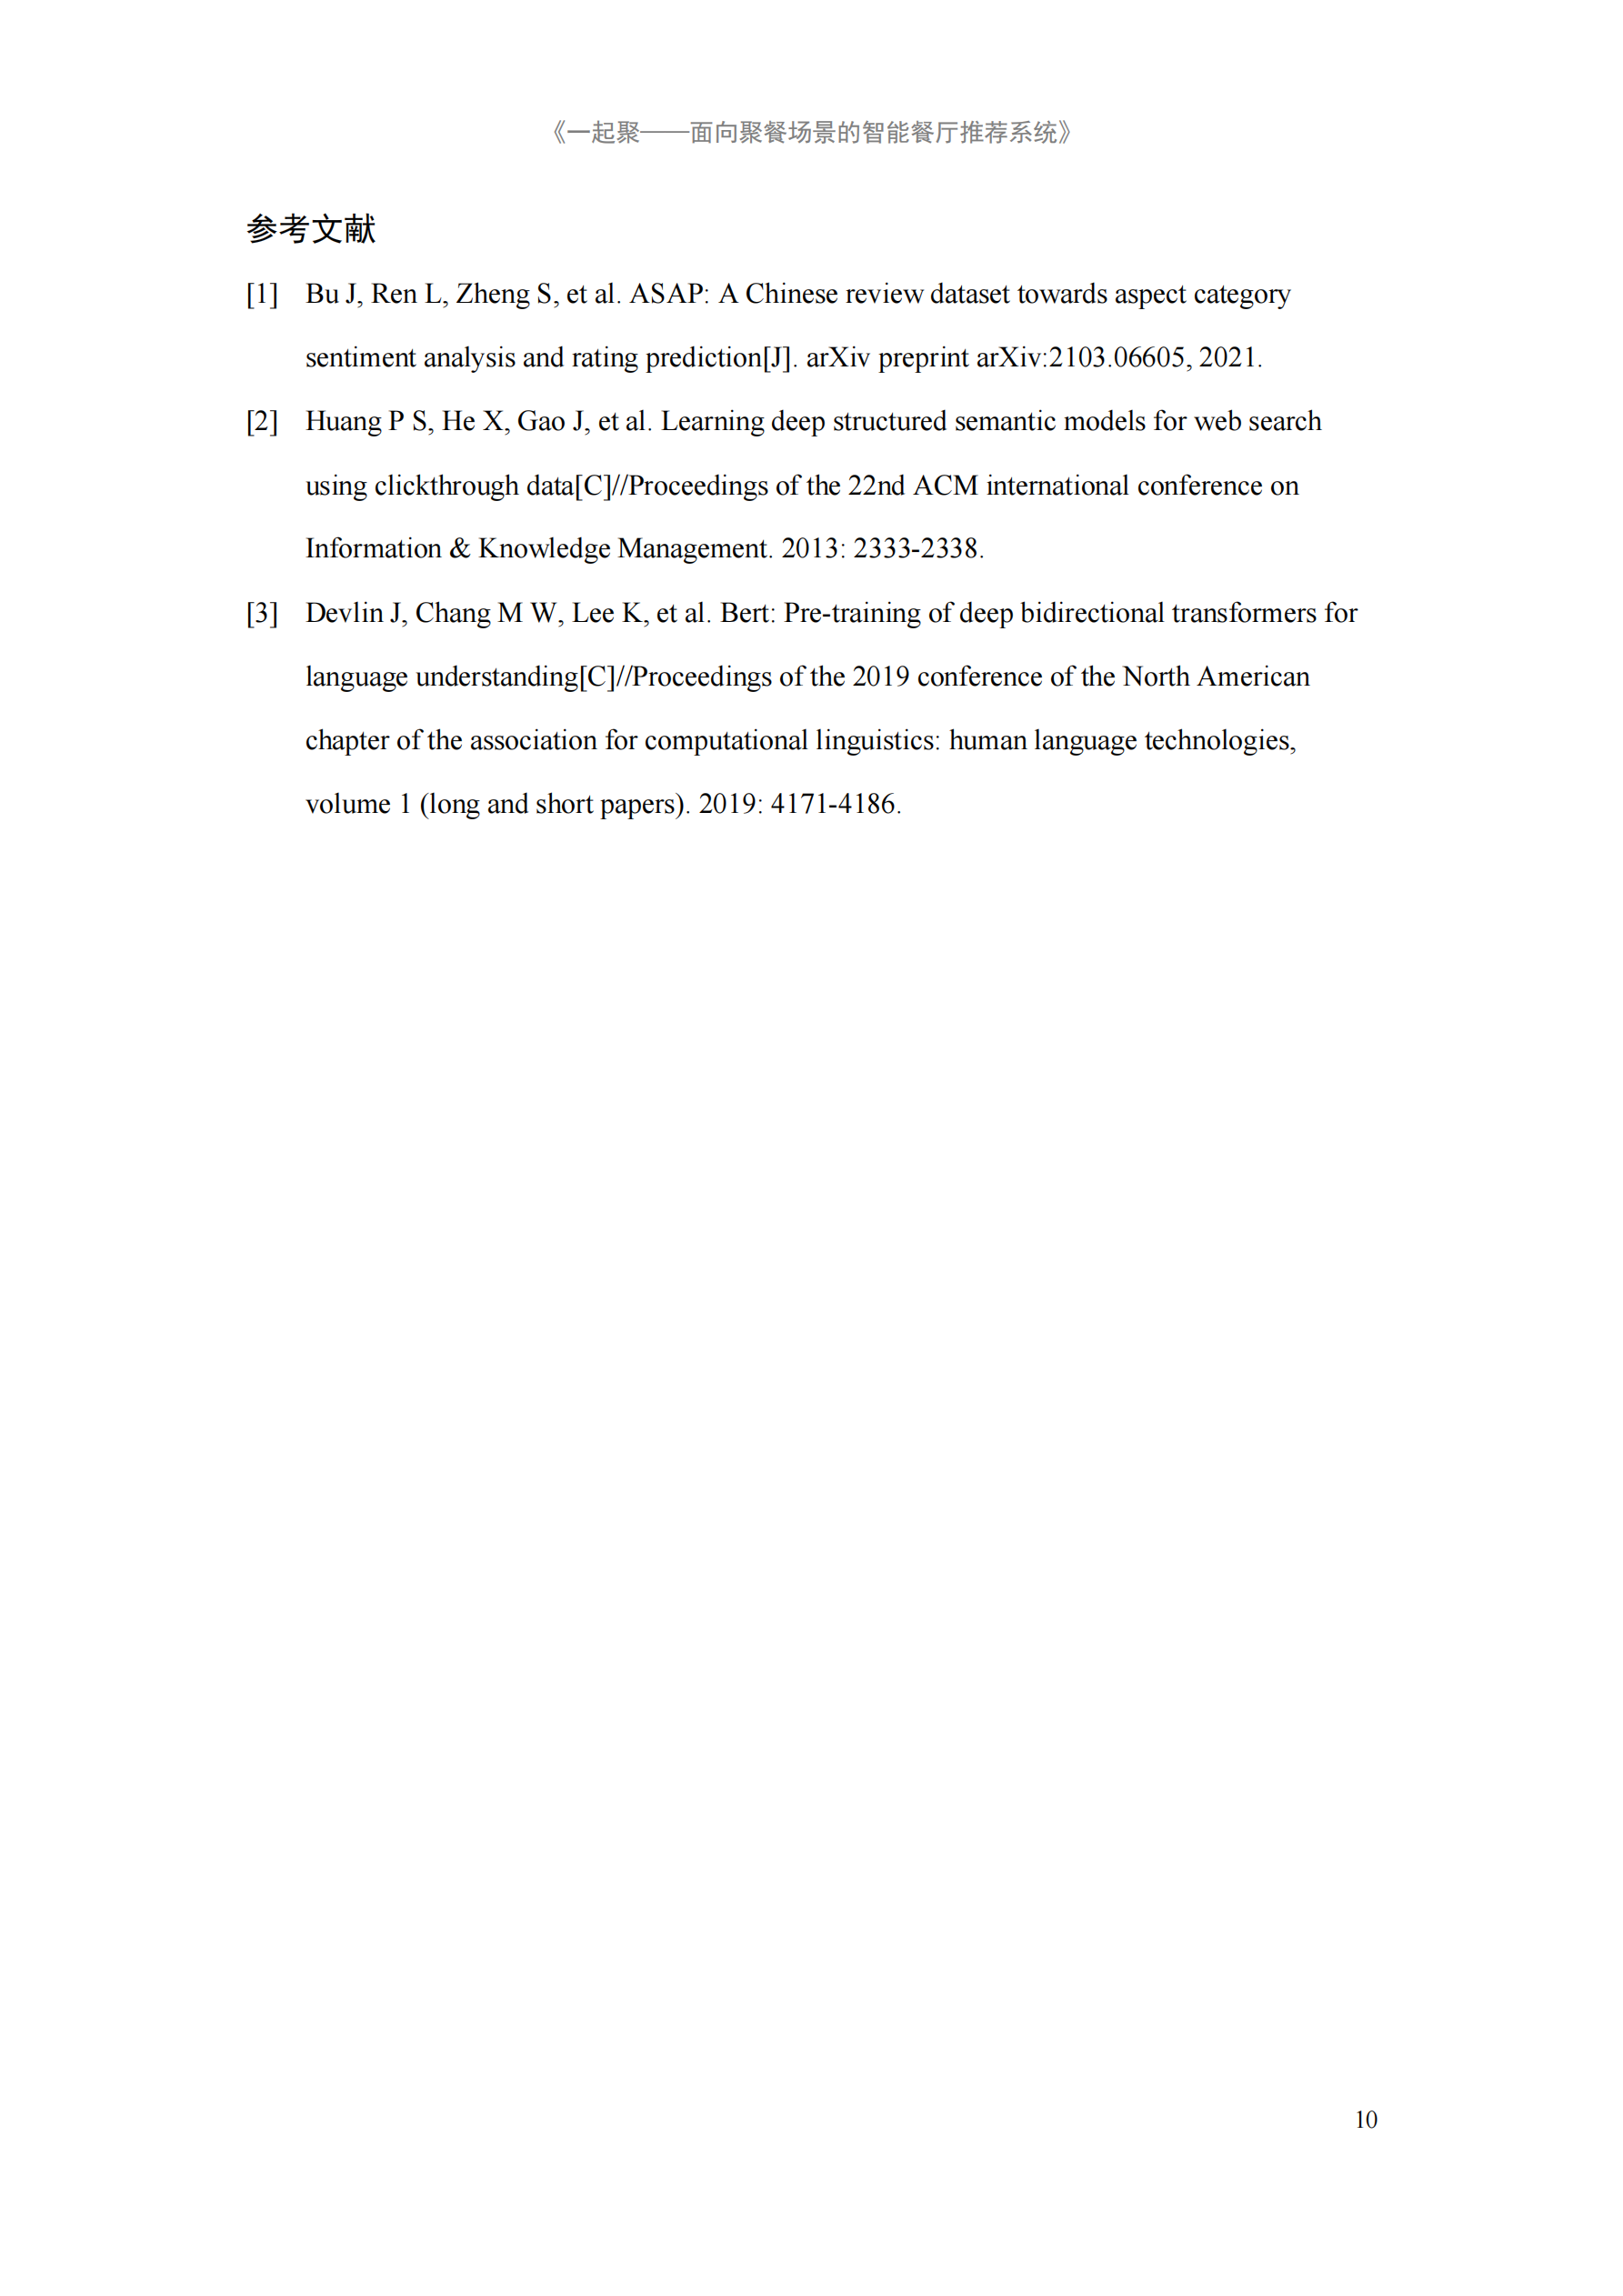 《一起聚——面向聚餐场景的智能餐厅推荐系统》
参考文献
[1] Bu J, Ren L, Zheng S, et al. ASAP: A Chinese review dataset towards aspect category
sentiment analysis and rating prediction[J]. arXiv preprint arXiv:2103.06605, 2021.
[2] Huang P S, He X, Gao J, et al. Learning deep structured semantic models for web search
using clickthrough data[C]//Proceedings of the 22nd ACM international conference on
Information & Knowledge Management. 2013: 2333-2338.
[3] Devlin J, Chang M W, Lee K, et al. Bert: Pre-training of deep bidirectional transformers for
language understanding[C]//Proceedings of the 2019 conference of the North American
chapter of the association for computational linguistics: human language technologies,
volume 1 (long and short papers). 2019: 4171-4186.
10